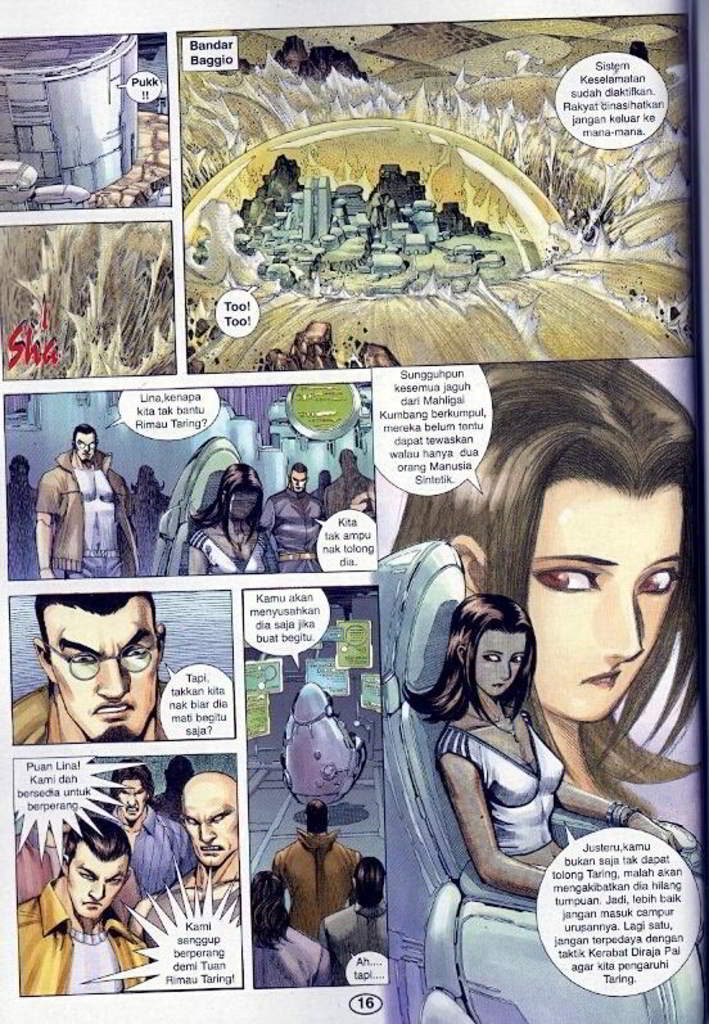 Pukk
!!
Bandar
Baggio
Sistem
Keselamatan
sudah diaktifkan.
Rakyat dinasihatkan
jangan keluar ke
mana-mana.
Sha
Too!
Too!
Lina,kenapa
kita tak bantu
Rimau Taring?
Kita
tak ampu
nak tolong
dia.
Sungguhpun
kesemua jaguh
dari Mahligai
Kumbang berkumpul,
mereka belum tentu
dapat tewaskan
walau hanya dua
orang Manusia
Sintetik.
Tapi,
takkan kita
nak biar dia
mati begitu
saja?
Kamu akan
menyusahkan
dia saja jika
buat begitu.
Puan Lina!
Kami dah
bersedia untuk
berperang.
Kami
sanggup
berperang
demi Tuan
Rimau Taring!
Ah....
tapi....
Justeru,kamu
bukan saja tak dapat
bantu Taring, malah akan
mengakibatkan dia hilang
tumpuan. Jadi, lebih baik
jangan masuk campur
urusannya. Lagi satu,
jangan terpedaya dengan
taktik Kerabat Diraja Pai
agar kita pengaruhi
Taring.
16